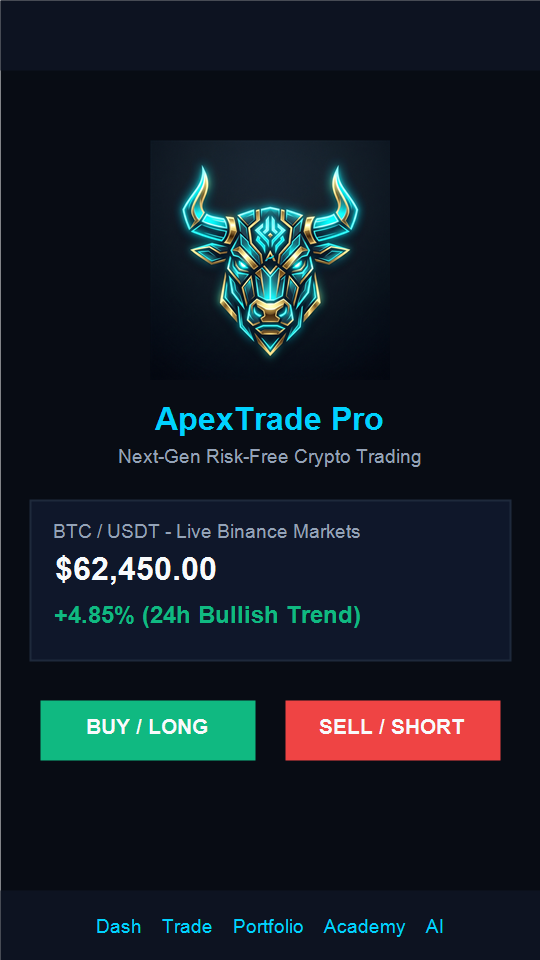 ApexTrade Pro
Next-Gen Risk-Free Crypto Trading
BTC / USDT - Live Binance Markets
$62,450.00
+4.85% (24h Bullish Trend)
BUY / LONG SELL / SHORT
Dash Trade Portfolio Academy AI